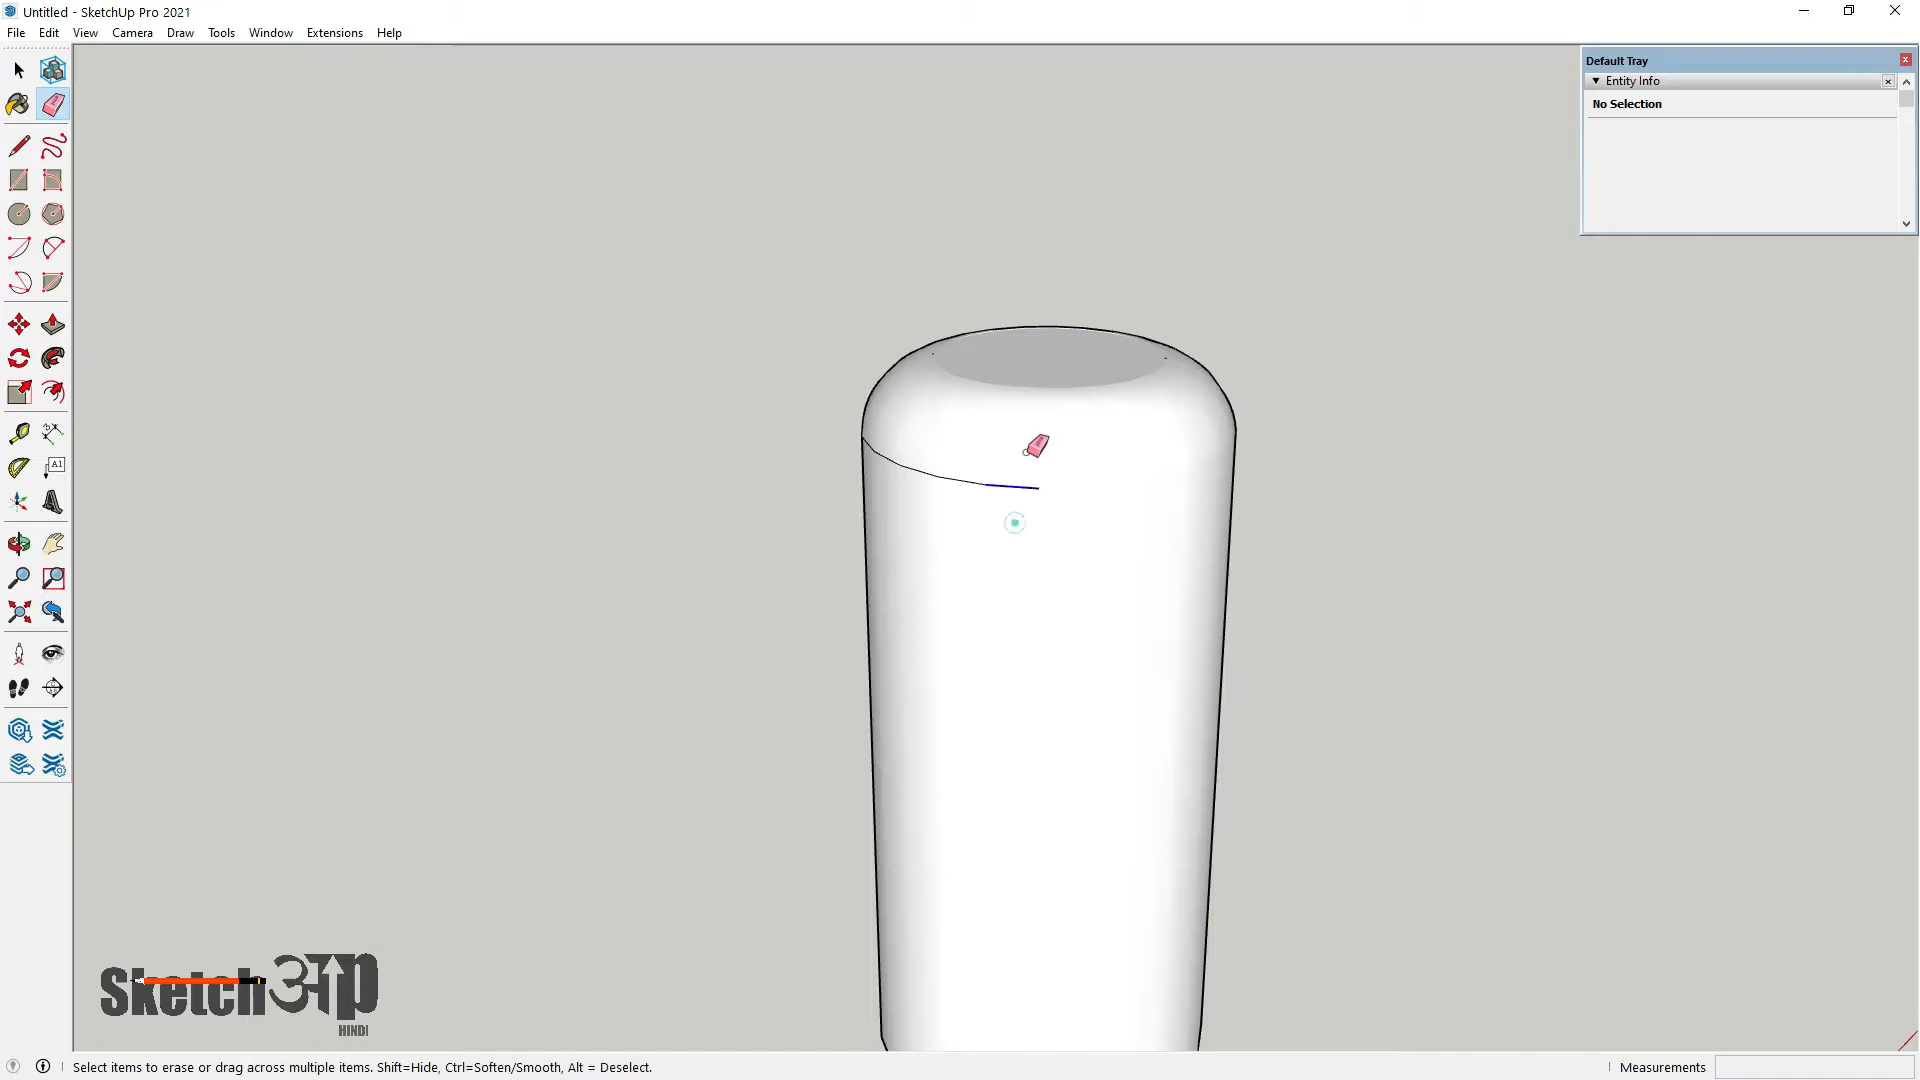 Untitled - SketchUp Pro 2021
File Edit View Camera Draw Tools Window Extensions Help
Default Tray
Entity Info
No Selection
A1
Sketchअप
HINDI
Select items to erase or drag across multiple items. Shift=Hide, Ctrl=Soften/Smooth, Alt = Deselect.
Measurements